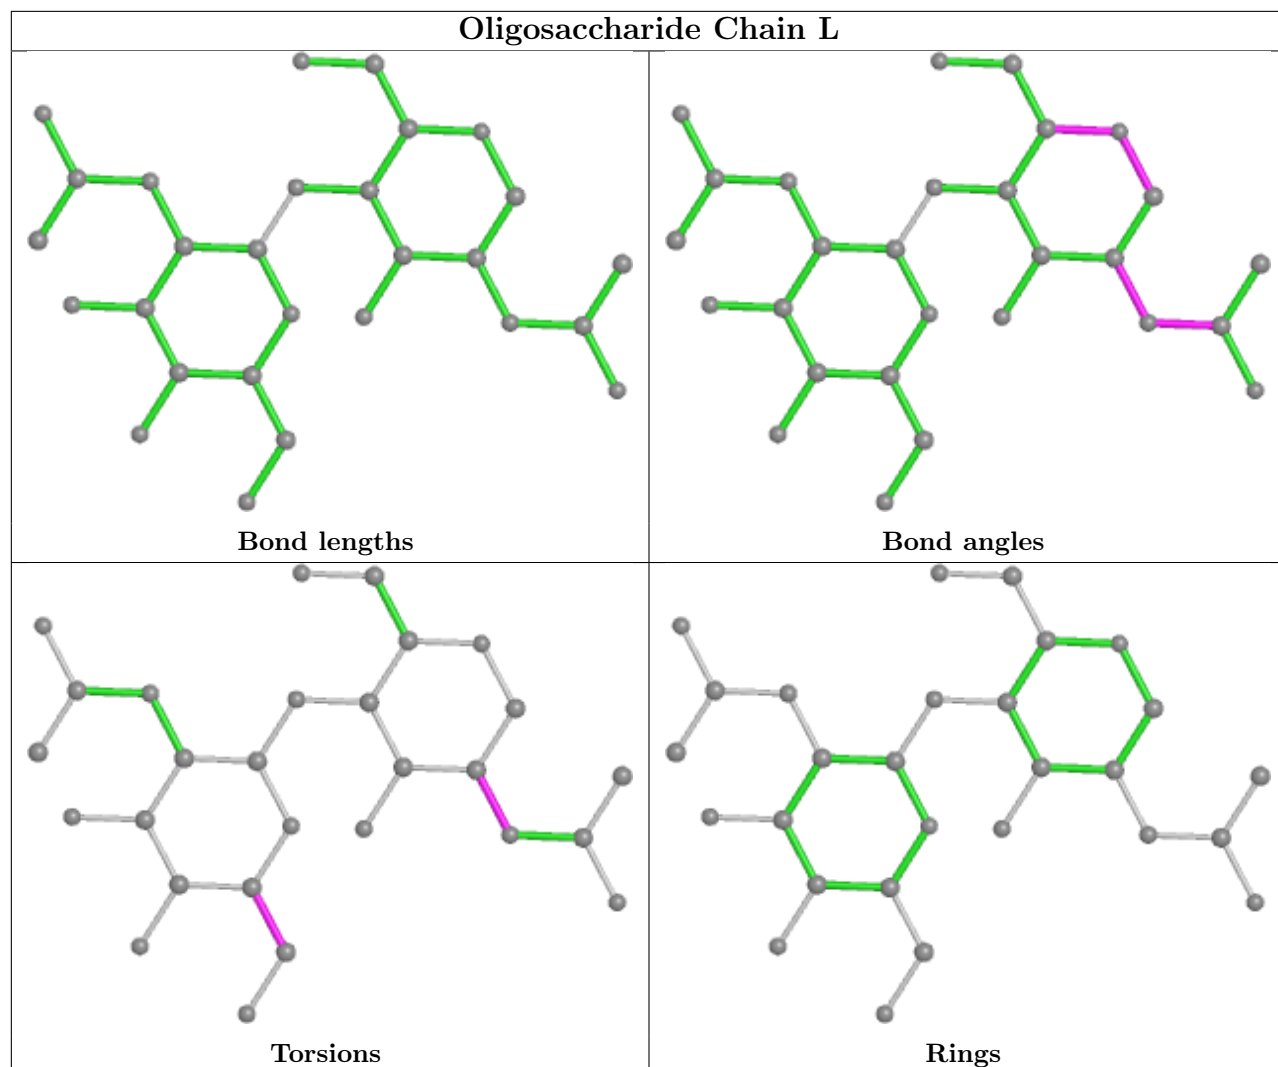 Oligosaccharide Chain L
Bond lengths
Bond angles
Torsions
Rings